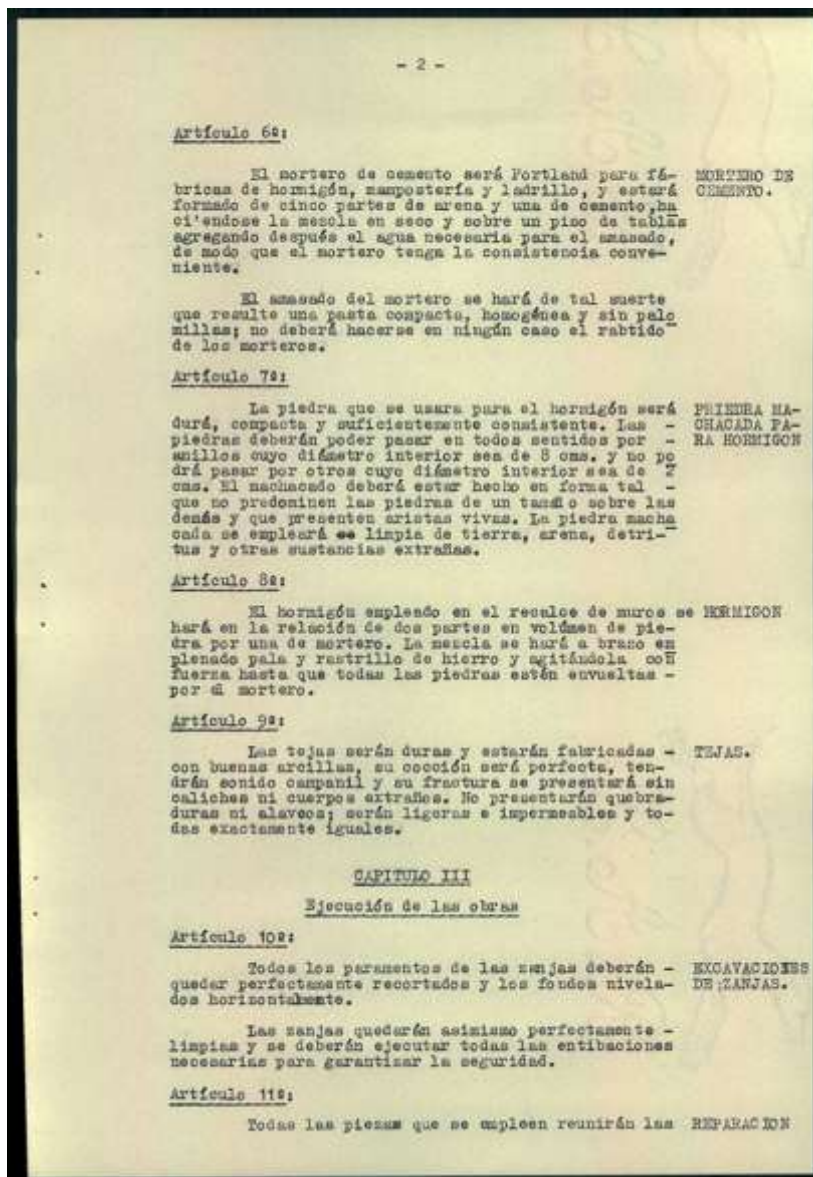 - 2 -
Artículo 6º:
El mortero de cemento será Portland para fá- MORTERO DE
bricas de hormigón, mampostería y ladrillo, y estará CEMENTO.
formado de cinco partes de arena y una de cemento,ha
ci'endose la mezcla en seco y sobre un piso de tablas
agregando después el agua necesaria para el amasado,
de modo que el mortero tenga la consistencia conve-
niente.
El amasado del mortero se hará de tal suerte
que resulte una pasta compacta, homogénea y sin palo
millas; no deberá hacerse en ningún caso el rabtido
de los morteros.
Artículo 7º:
La piedra que se usara para el hormigón será PRIEDRA MA-
durá, compacta y suficientemente consistente. Las - CHACADA PA-
piedras deberán poder pasar en todos sentidos por - RA HORMIGON
anillos cuyo diámetro interior sea de 8 cms. y no po
drá pasar por otros cuyo diámetro interior sea de 2
cms. El machacado deberá estar hecho en forma tal -
que no predominen las piedras de un tamaño sobre las
demás y que presenten aristas vivas. La piedra macha
cada se empleará se limpia de tierra, arena, detri-
tus y otras sustancias extrañas.
Artículo 8º:
El hormigón empleado en el recalce de muros se HORMIGON
hará en la relación de dos partes en volúmen de pie-
dra por una de mortero. La mezcla se hará a brazo em
plenado pala y rastrillo de hierro y agitándola con
fuerza hasta que todas las piedras estén envueltas -
por el mortero.
Artículo 9º:
Las tejas serán duras y estarán fabricadas - TEJAS.
con buenas arcillas, su cocción será perfecta, ten-
drán sonido campanil y su fractura se presentará sin
caliches ni cuerpos extraños. No presentarán quebra-
duras ni alaveos; serán ligeras e impermeables y to-
das exactamente iguales.
CAPITULO III
Ejecución de las obras
Artículo 10º:
Todos los paramentos de las zanjas deberán - EXCAVACIONES
quedar perfectamente recortados y los fondos nivela- DE ZANJAS.
dos horizontalmente.
Las zanjas quedarán asimismo perfectamente -
limpias y se deberán ejecutar todas las entibaciones
necesarias para garantizar la seguridad.
Artículo 11º:
Todas las piezas que se empleen reunirán las REPARACION